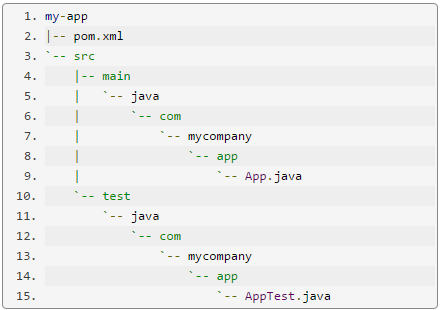 1. my-app
2. |-- pom.xml
3. `-- src
4.     |-- main
5.     |   `-- java
6.     |       `-- com
7.     |           `-- mycompany
8.     |               `-- app
9.     |                   `-- App.java
10.     `-- test
11.         `-- java
12.             `-- com
13.                 `-- mycompany
14.                     `-- app
15.                         `-- AppTest.java